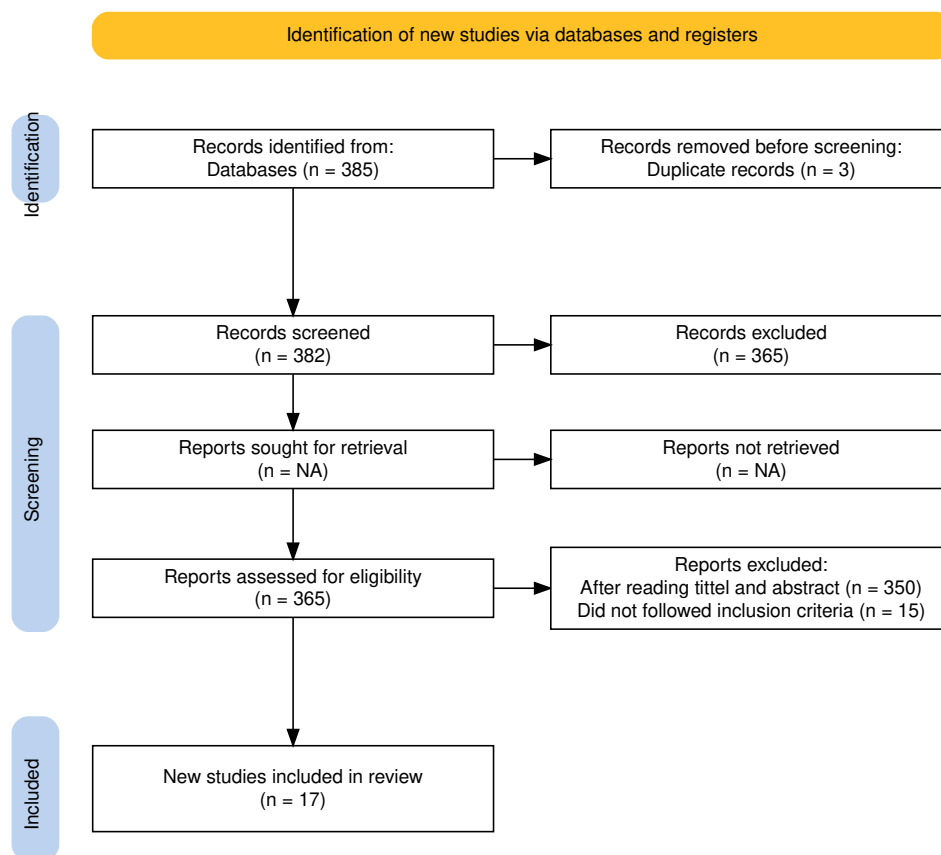 Identification of new studies via databases and registers
Identification
Records identified from:
Databases (n = 385)
Records removed before screening:
Duplicate records (n = 3)
Screening
Records screened
(n = 382)
Records excluded
(n = 365)
Reports sought for retrieval
(n = NA)
Reports not retrieved
(n = NA)
Reports assessed for eligibility
(n = 365)
Reports excluded:
After reading tittel and abstract (n = 350)
Did not followed inclusion criteria (n = 15)
Included
New studies included in review
(n = 17)